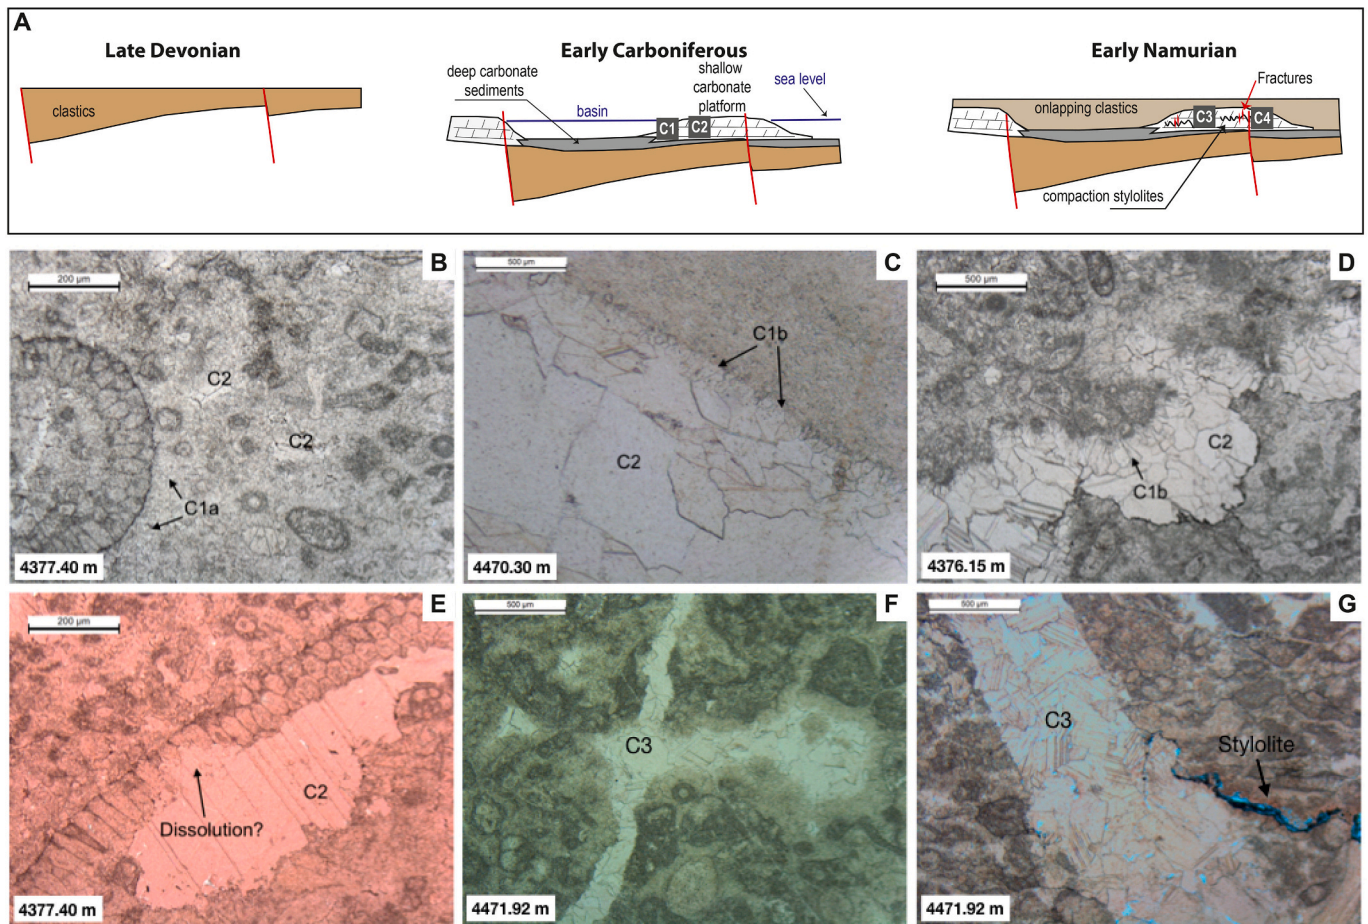 A
Late Devonian
clastics
Early Carboniferous
deep carbonate
sediments
basin
shallow
carbonate
platform
sea level
C1
C2
Early Namurian
Fractures
onlapping clastics
C3
C4
compaction stylolites
B
200 µm
C2
C2
C1a
4377.40 m
C
500 µm
C1b
C2
4470.30 m
D
500 µm
C2
C1b
4376.15 m
E
200 µm
C2
Dissolution?
4377.40 m
F
500 µm
C3
4471.92 m
G
500 µm
C3
Stylolite
4471.92 m